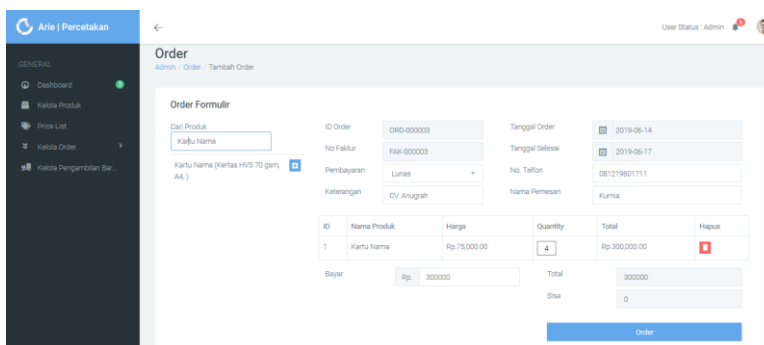 Arie | Percetakan
User Status : Admin
GENERAL
Dashboard 3
Kelola Produk
Price List
Kelola Order
Kelola Pengambilan Bar...
Order
Admin / Order / Tambah Order
Order Formulir
Cari Produk
Kartu Nama
Kartu Nama (Kertas HVS 70 gsm,
A4, )
ID Order ORD-000003 Tanggal Order 2019-06-14
No Faktur FAK-000003 Tanggal Selesai 2019-06-17
Pembayaran Lunas No. Telfon 081219801711
Keterangan CV. Anugrah Nama Pemesan Kurnia
ID Nama Produk Harga Quantity Total Hapus
1 Kartu Nama Rp.75,000.00 4 Rp.300,000.00
Bayar Rp. 300000 Total 300000
Sisa 0
Order